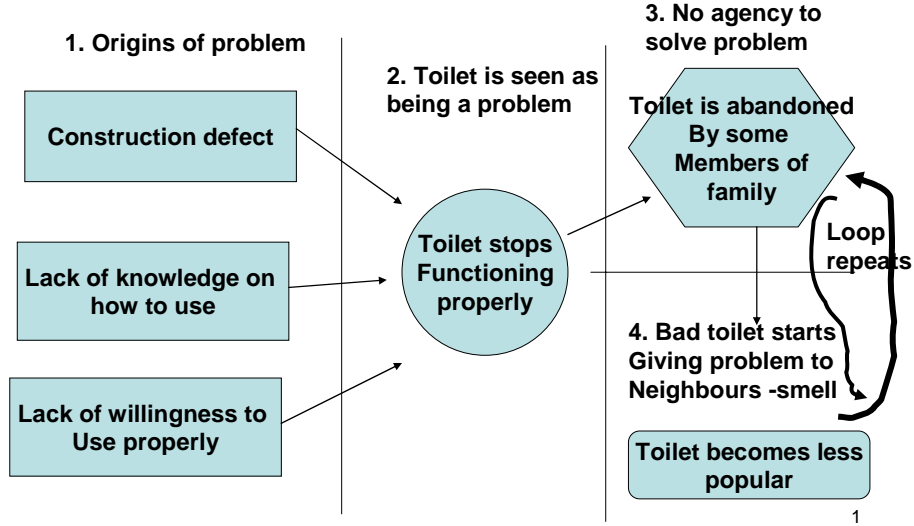 1. Origins of problem
Construction defect
Lack of knowledge on
how to use
Lack of willingness to
Use properly
2. Toilet is seen as
being a problem
Toilet stops
Functioning
properly
3. No agency to
solve problem
Toilet is abandoned
By some
Members of
family
Loop
repeats
4. Bad toilet starts
Giving problem to
Neighbours -smell
Toilet becomes less
popular
1